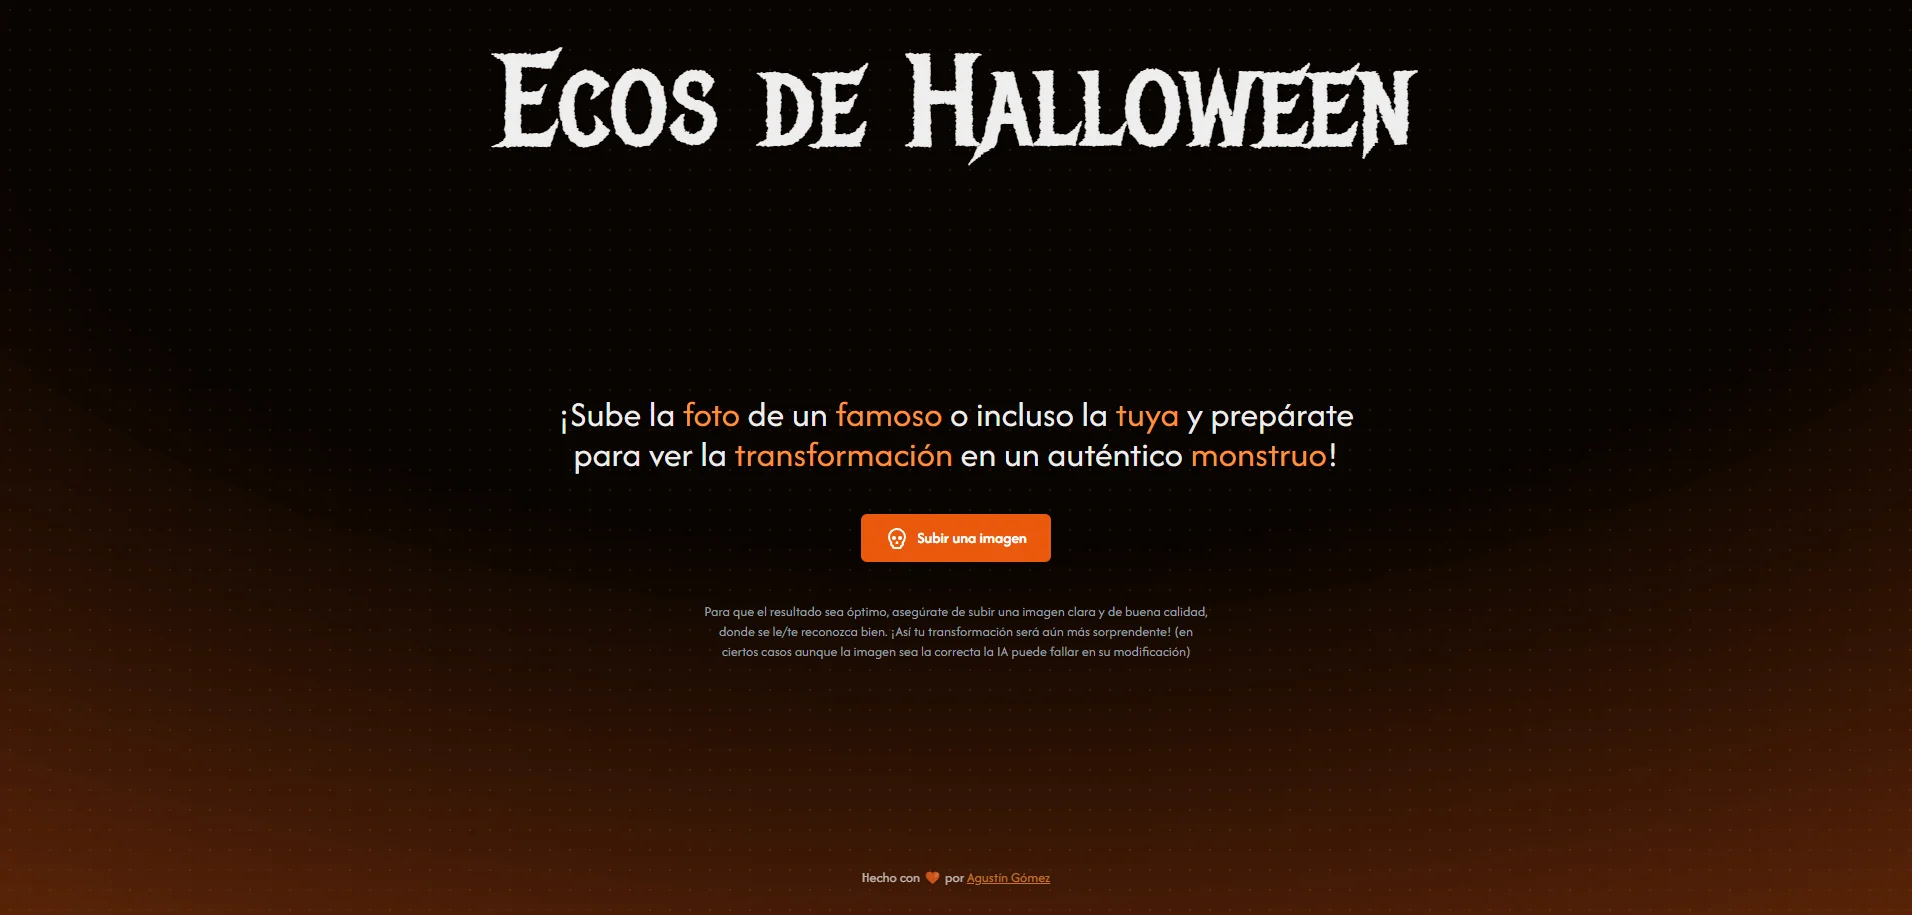 Ecos de Halloween
¡Sube la foto de un famoso o incluso la tuya y prepárate
para ver la transformación en un auténtico monstruo!
Subir una imagen
Para que el resultado sea óptimo, asegúrate de subir una imagen clara y de buena calidad,
donde se le/te reconozca bien. ¡Así tu transformación será aún más sorprendente! (en
ciertos casos aunque la imagen sea la correcta la IA puede fallar en su modificación)
Hecho con 🧡 por Agustín Gómez